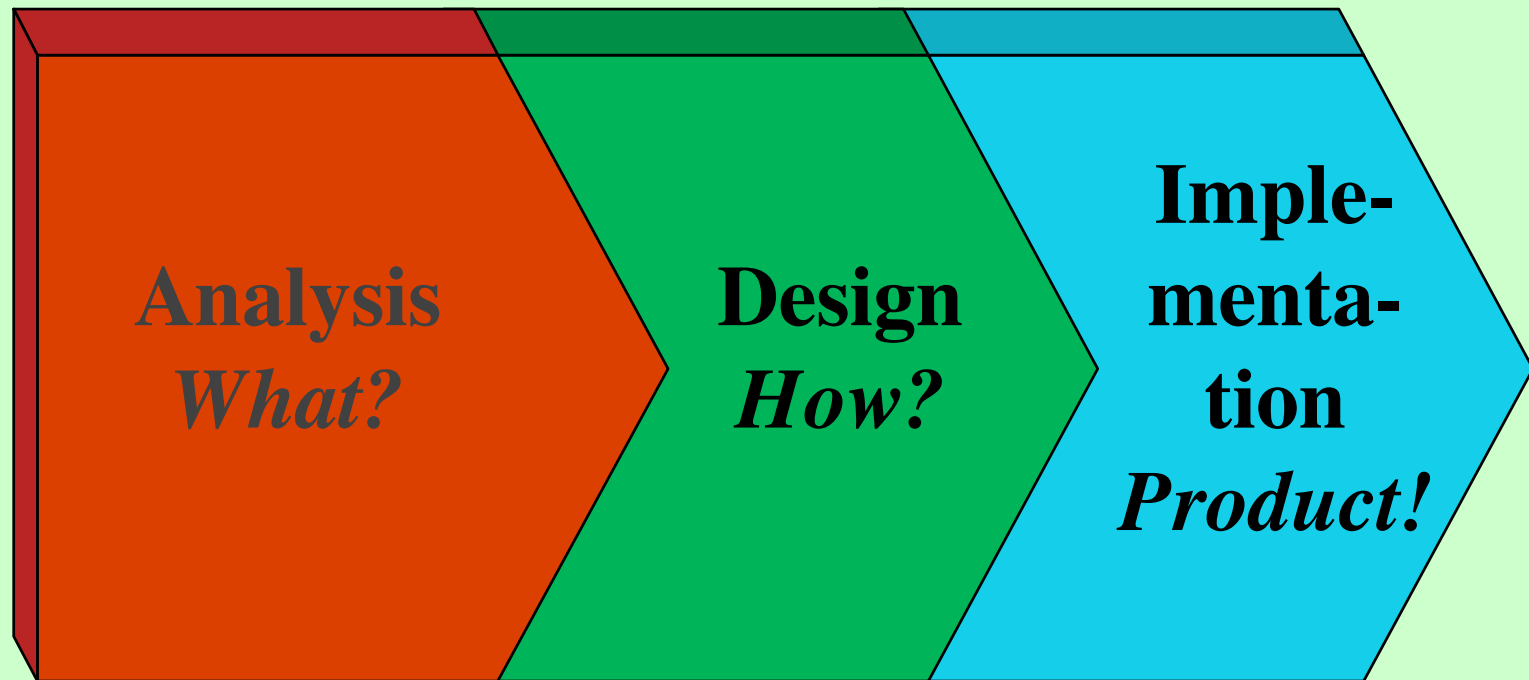 Analysis
What?
Design
How?
Imple-
menta-
tion
Product!